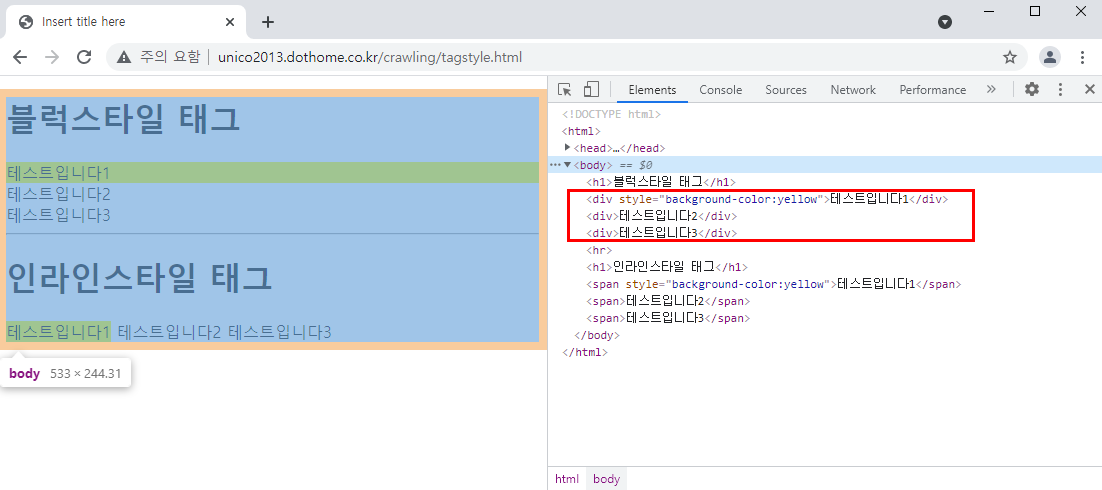 Insert title here
주의 요함 | unico2013.dothome.co.kr/crawling/tagstyle.html
블럭스타일 태그
테스트입니다1
테스트입니다2
테스트입니다3
인라인스타일 태그
테스트입니다1 테스트입니다2 테스트입니다3
body 533 × 244.31
Elements Console Sources Network Performance »
<!DOCTYPE html>
<html>
<head>…</head>
<body> == $0
<h1>블럭스타일 태그</h1>
<div style="background-color:yellow">테스트입니다1</div>
<div>테스트입니다2</div>
<div>테스트입니다3</div>
<hr>
<h1>인라인스타일 태그</h1>
<span style="background-color:yellow">테스트입니다1</span>
<span>테스트입니다2</span>
<span>테스트입니다3</span>
</body>
</html>
html body